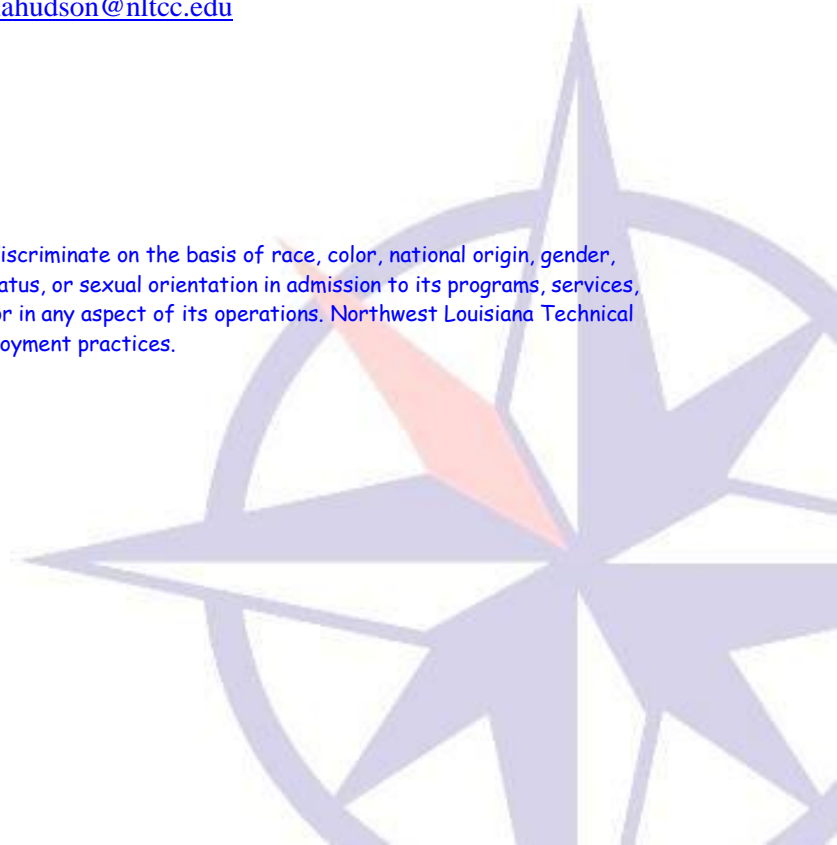 ahudson@nltcc.edu
iscriminate on the basis of race, color, national origin, gender,
atus, or sexual orientation in admission to its programs, services,
or in any aspect of its operations. Northwest Louisiana Technical
oyment practices.